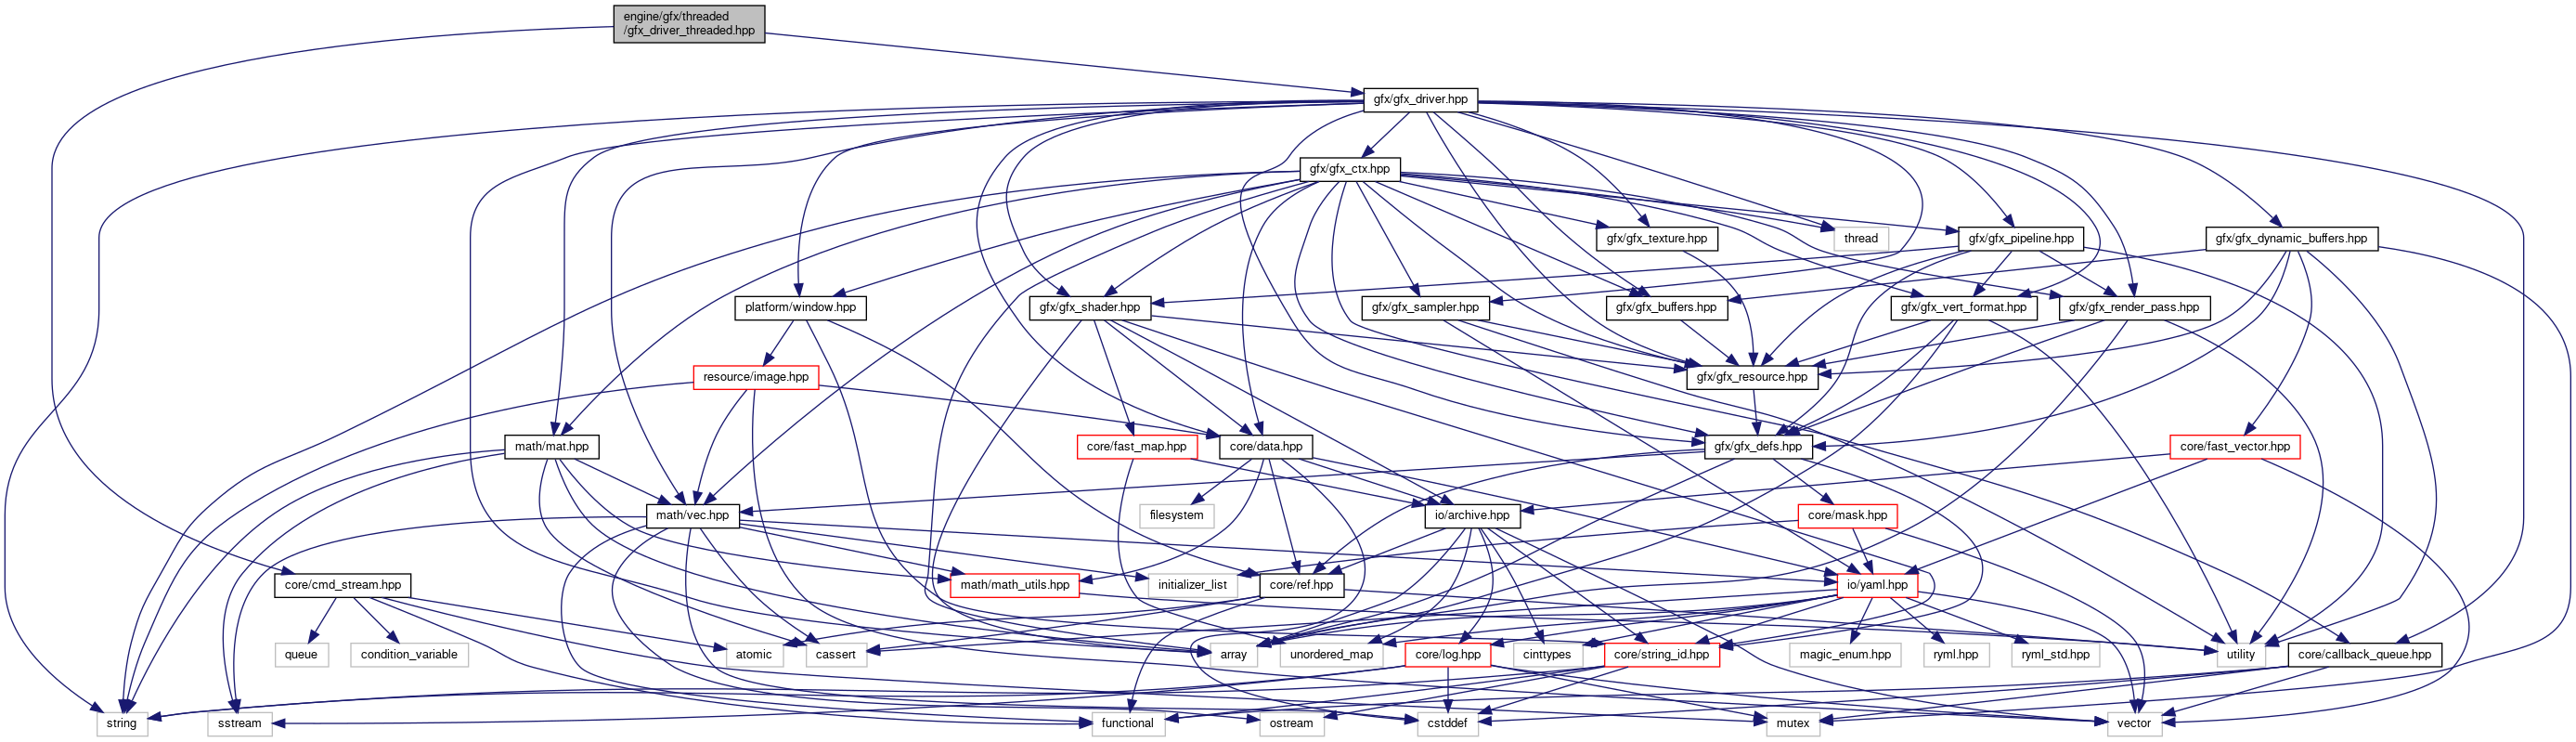 engine/gfx/threaded
/gfx_driver_threaded.hpp
gfx/gfx_driver.hpp
gfx/gfx_ctx.hpp
gfx/gfx_texture.hpp
thread
gfx/gfx_pipeline.hpp
gfx/gfx_dynamic_buffers.hpp
platform/window.hpp
gfx/gfx_shader.hpp
gfx/gfx_sampler.hpp
gfx/gfx_buffers.hpp
gfx/gfx_vert_format.hpp
gfx/gfx_render_pass.hpp
resource/image.hpp
gfx/gfx_resource.hpp
math/mat.hpp
core/fast_map.hpp
core/data.hpp
gfx/gfx_defs.hpp
core/fast_vector.hpp
math/vec.hpp
filesystem
io/archive.hpp
core/mask.hpp
core/cmd_stream.hpp
math/math_utils.hpp
initializer_list
core/ref.hpp
io/yaml.hpp
queue
condition_variable
atomic
cassert
array
unordered_map
core/log.hpp
cinttypes
core/string_id.hpp
magic_enum.hpp
ryml.hpp
ryml_std.hpp
utility
core/callback_queue.hpp
string
sstream
functional
ostream
cstddef
mutex
vector